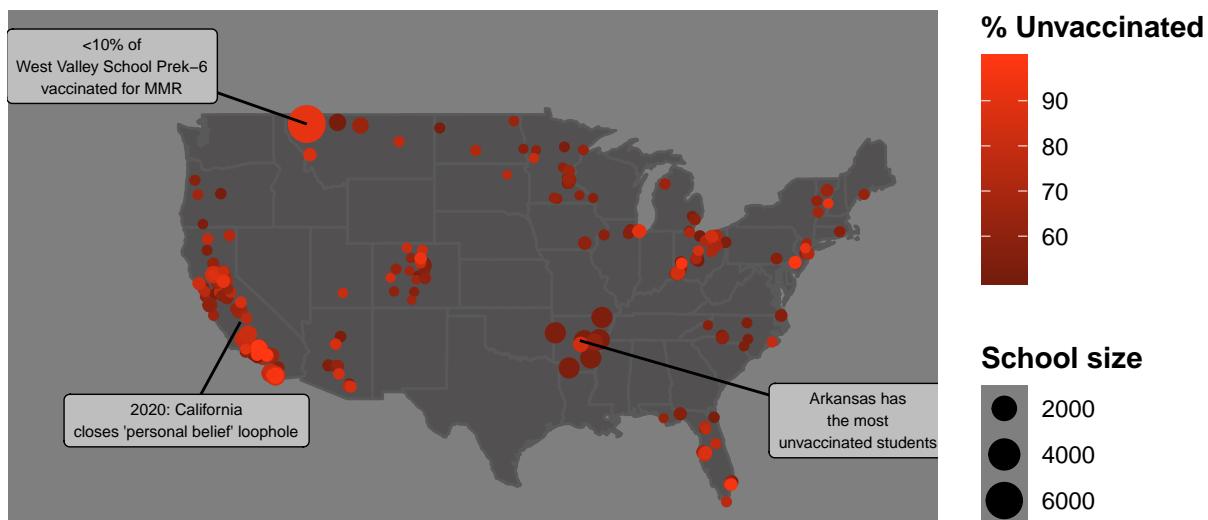 <10% of
West Valley School Prek−6
vaccinated for MMR
2020: California
closes 'personal belief' loophole
Arkansas has
the most
unvaccinated students
% Unvaccinated
90
80
70
60
School size
2000
4000
6000